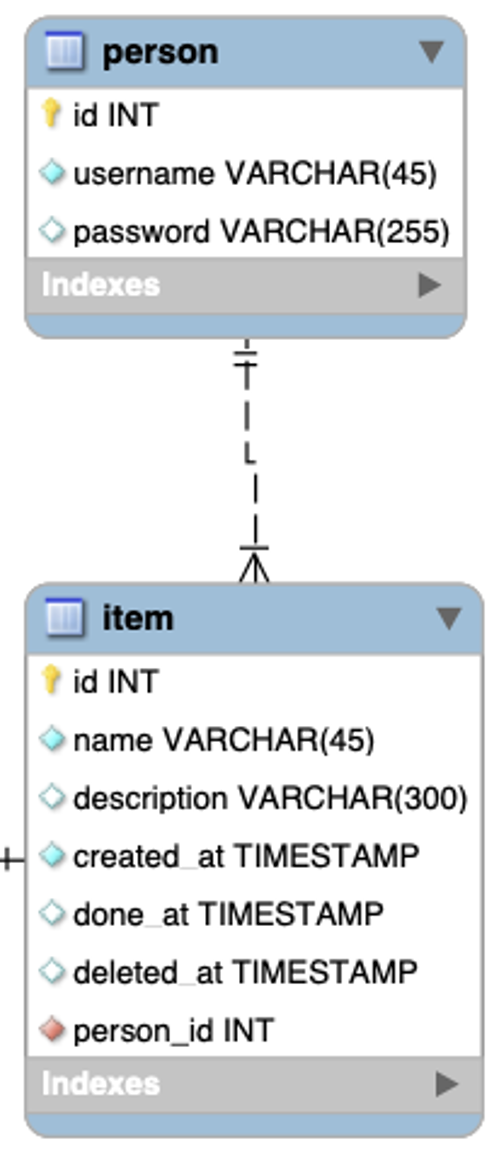 person
id INT
username VARCHAR(45)
password VARCHAR(255)
Indexes
item
id INT
name VARCHAR(45)
description VARCHAR(300)
created_at TIMESTAMP
done_at TIMESTAMP
deleted_at TIMESTAMP
person_id INT
Indexes